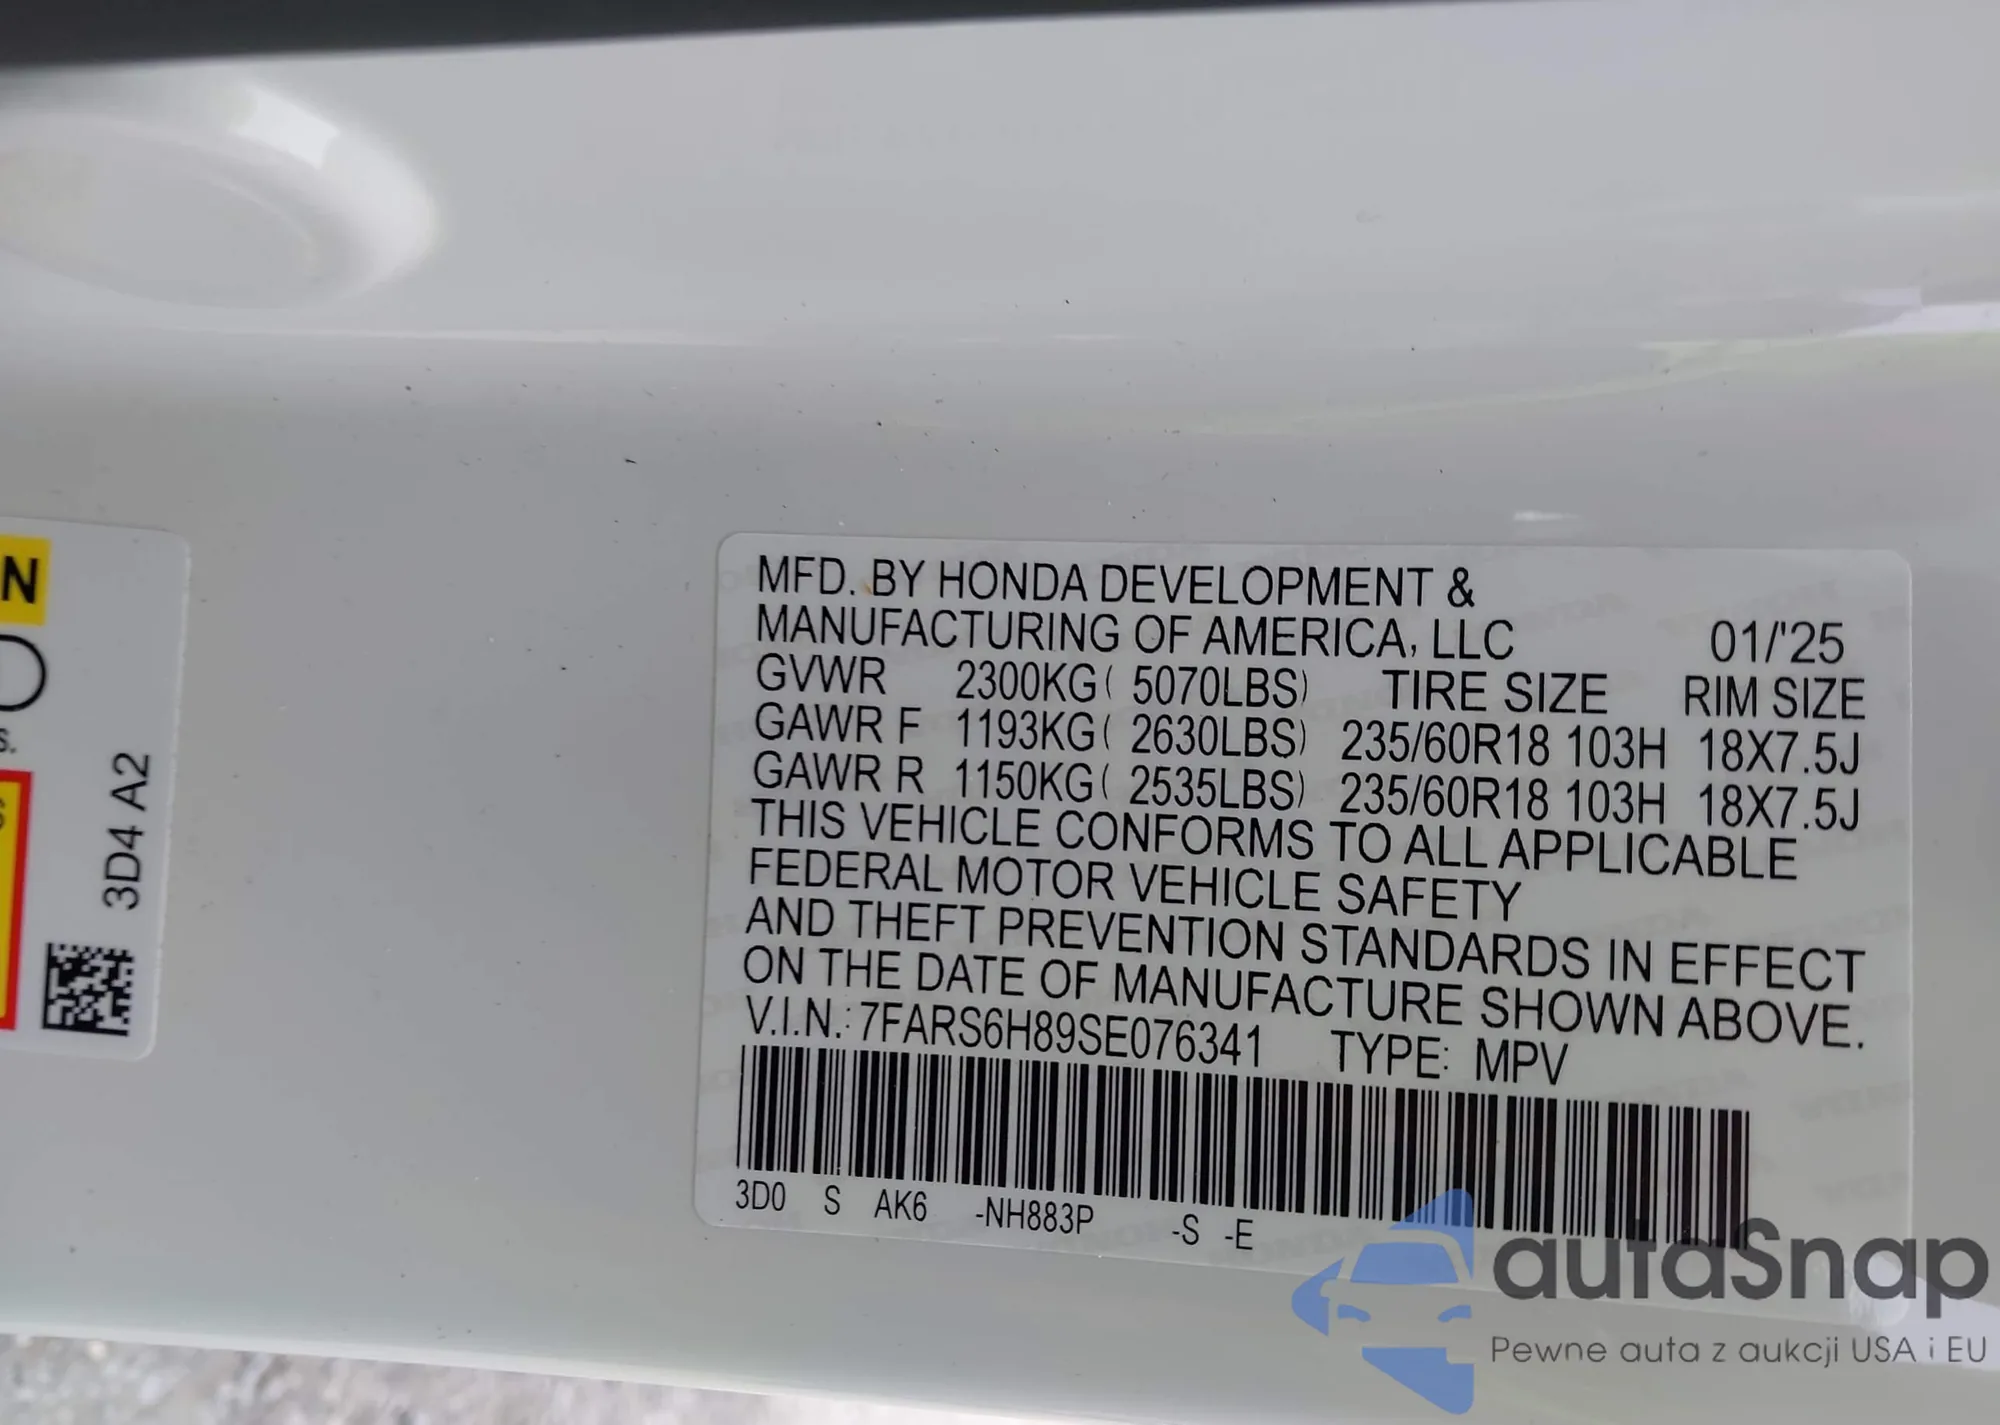 N
S.
3D4 A2
MFD. BY HONDA DEVELOPMENT &
MANUFACTURING OF AMERICA, LLC 01/'25
GVWR 2300KG( 5070LBS) TIRE SIZE RIM SIZE
GAWR F 1193KG( 2630LBS) 235/60R18 103H 18X7.5J
GAWR R 1150KG( 2535LBS) 235/60R18 103H 18X7.5J
THIS VEHICLE CONFORMS TO ALL APPLICABLE
FEDERAL MOTOR VEHICLE SAFETY
AND THEFT PREVENTION STANDARDS IN EFFECT
ON THE DATE OF MANUFACTURE SHOWN ABOVE.
V.I.N.: 7FARS6H89SE076341 TYPE: MPV
3D0 S AK6 -NH883P -S -E
autaSnap
Pewne auta z aukcji USA i EU